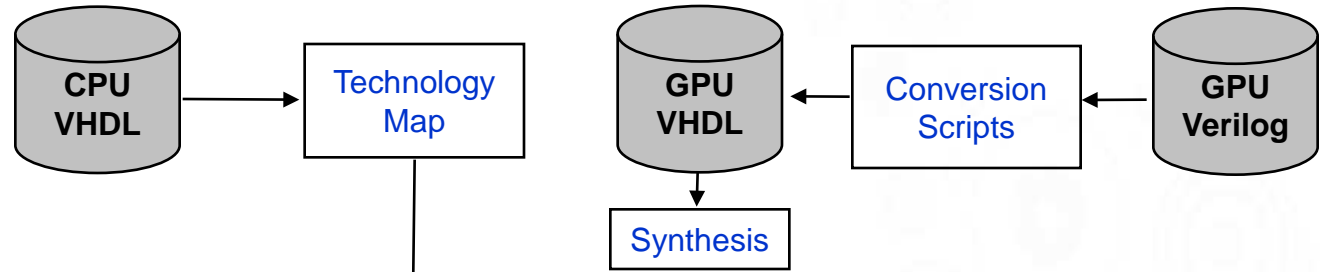 CPU
VHDL
Technology
Map
GPU
VHDL
Conversion
Scripts
GPU
Verilog
Synthesis